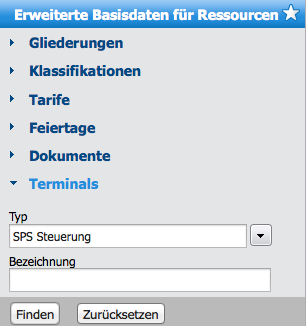 Erweiterte Basisdaten für Ressourcen
Gliederungen
Klassifikationen
Tarife
Feiertage
Dokumente
Terminals
Typ
SPS Steuerung
Bezeichnung
Finden Zurücksetzen